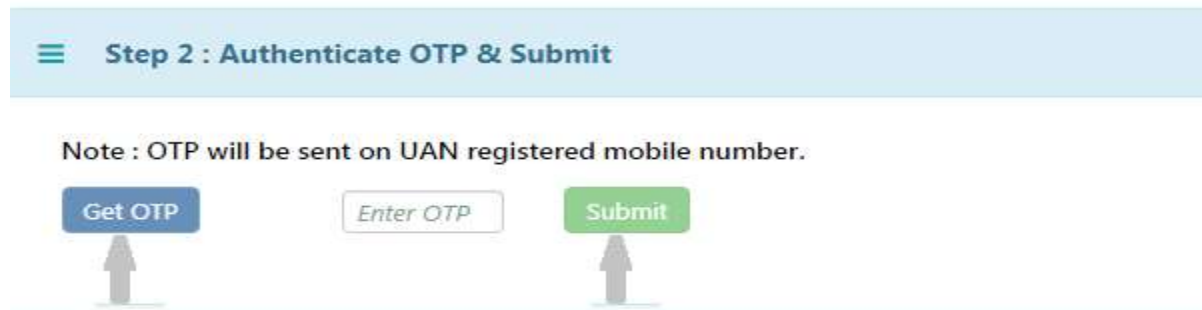 Step 2 : Authenticate OTP & Submit
Note : OTP will be sent on UAN registered mobile number.
Get OTP Enter OTP Submit